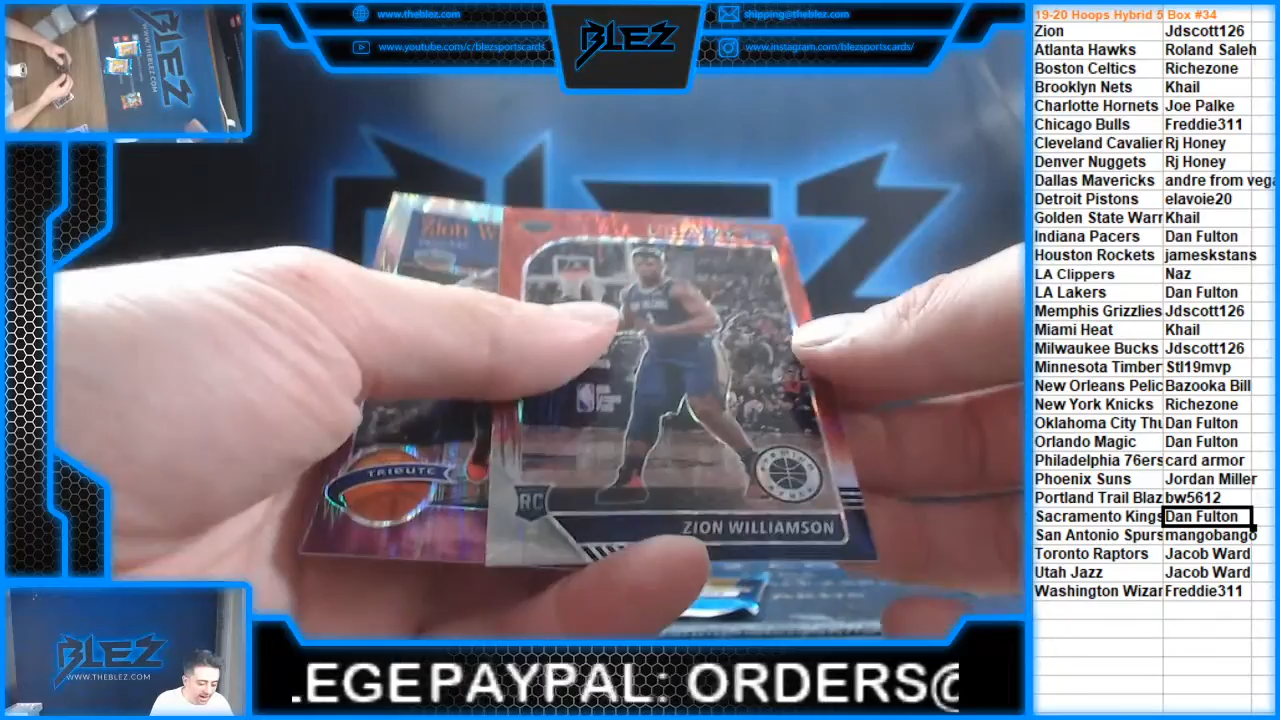 www.theblez.com
BLEZ
shipping@theblez.com
www.youtube.com/c/blezsportscards
www.instagram.com/blezsportscards/
THEBLEZ.COM
BLEZ
BLEZ
Zion W
TRIBUTE
RC
ZION WILLIAMSON
BLEZ
WWW.THEBLEZ.COM
.EGEPAYPAL: ORDERS@
19-20 Hoops Hybrid 5 Box #34
Zion Jdscott126
Atlanta Hawks Roland Saleh
Boston Celtics Richezone
Brooklyn Nets Khail
Charlotte Hornets Joe Palke
Chicago Bulls Freddie311
Cleveland Cavalier Rj Honey
Denver Nuggets Rj Honey
Dallas Mavericks andre from vega
Detroit Pistons elavoie20
Golden State Warr Khail
Indiana Pacers Dan Fulton
Houston Rockets jameskstans
LA Clippers Naz
LA Lakers Dan Fulton
Memphis Grizzlies Jdscott126
Miami Heat Khail
Milwaukee Bucks Jdscott126
Minnesota Timber Stl19mvp
New Orleans Pelic Bazooka Bill
New York Knicks Richezone
Oklahoma City Thu Dan Fulton
Orlando Magic Dan Fulton
Philadelphia 76ers card armor
Phoenix Suns Jordan Miller
Portland Trail Blaz bw5612
Sacramento Kings Dan Fulton
San Antonio Spurs mangobango
Toronto Raptors Jacob Ward
Utah Jazz Jacob Ward
Washington Wizar Freddie311